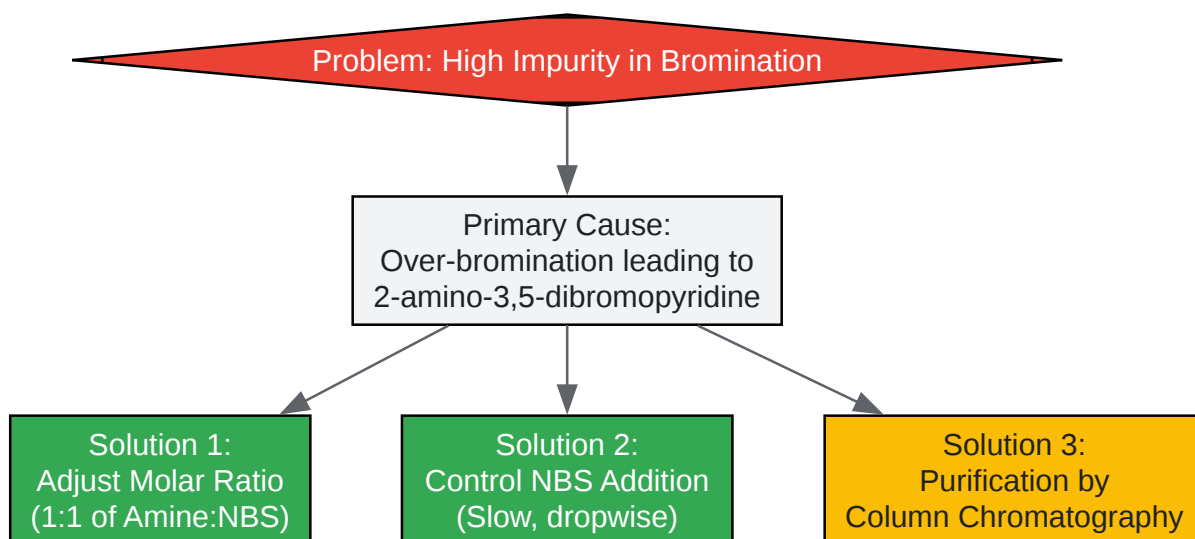 Problem: High Impurity in Bromination
Primary Cause:
Over-bromination leading to
2-amino-3,5-dibromopyridine
Solution 1:
Adjust Molar Ratio
(1:1 of Amine:NBS)
Solution 2:
Control NBS Addition
(Slow, dropwise)
Solution 3:
Purification by
Column Chromatography